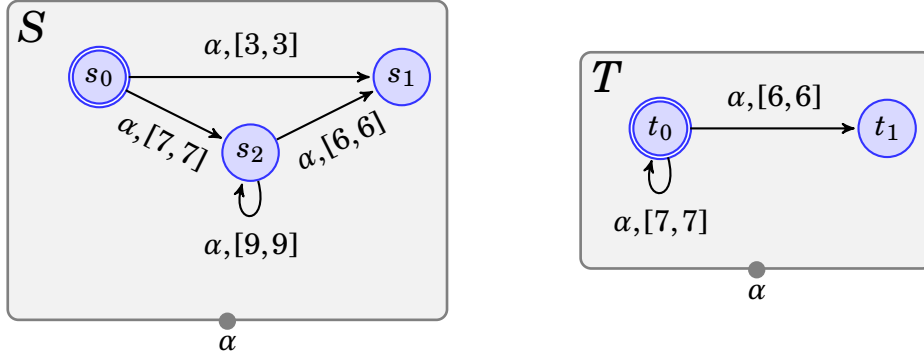 S
s₀
α,[3,3]
s₁
α,[7,7]
s₂
α,[6,6]
α,[9,9]
α
T
t₀
α,[6,6]
t₁
α,[7,7]
α